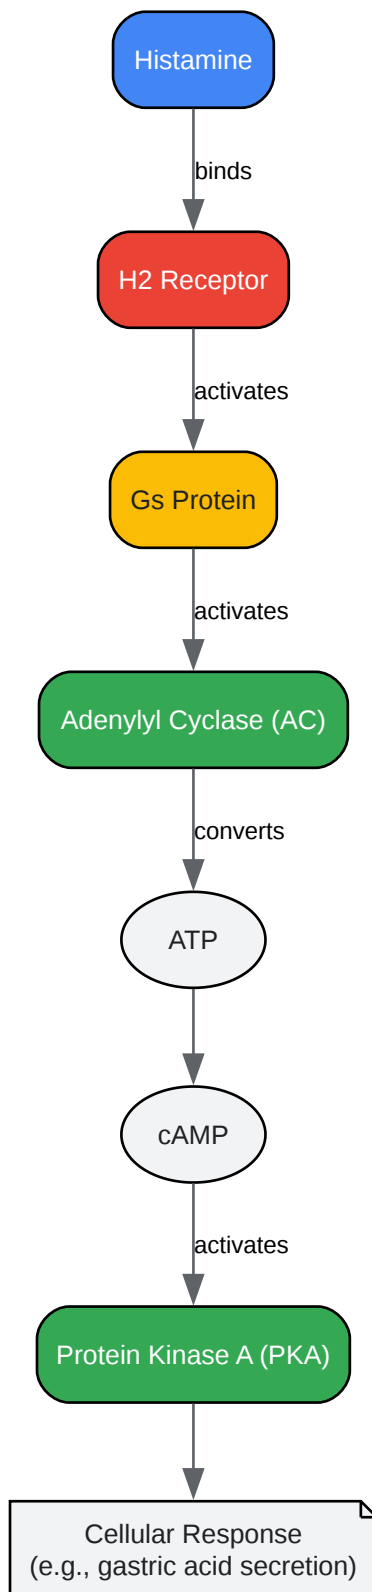 Histamine
binds
H2 Receptor
activates
Gs Protein
activates
Adenylyl Cyclase (AC)
converts
ATP
cAMP
activates
Protein Kinase A (PKA)
Cellular Response
(e.g., gastric acid secretion)